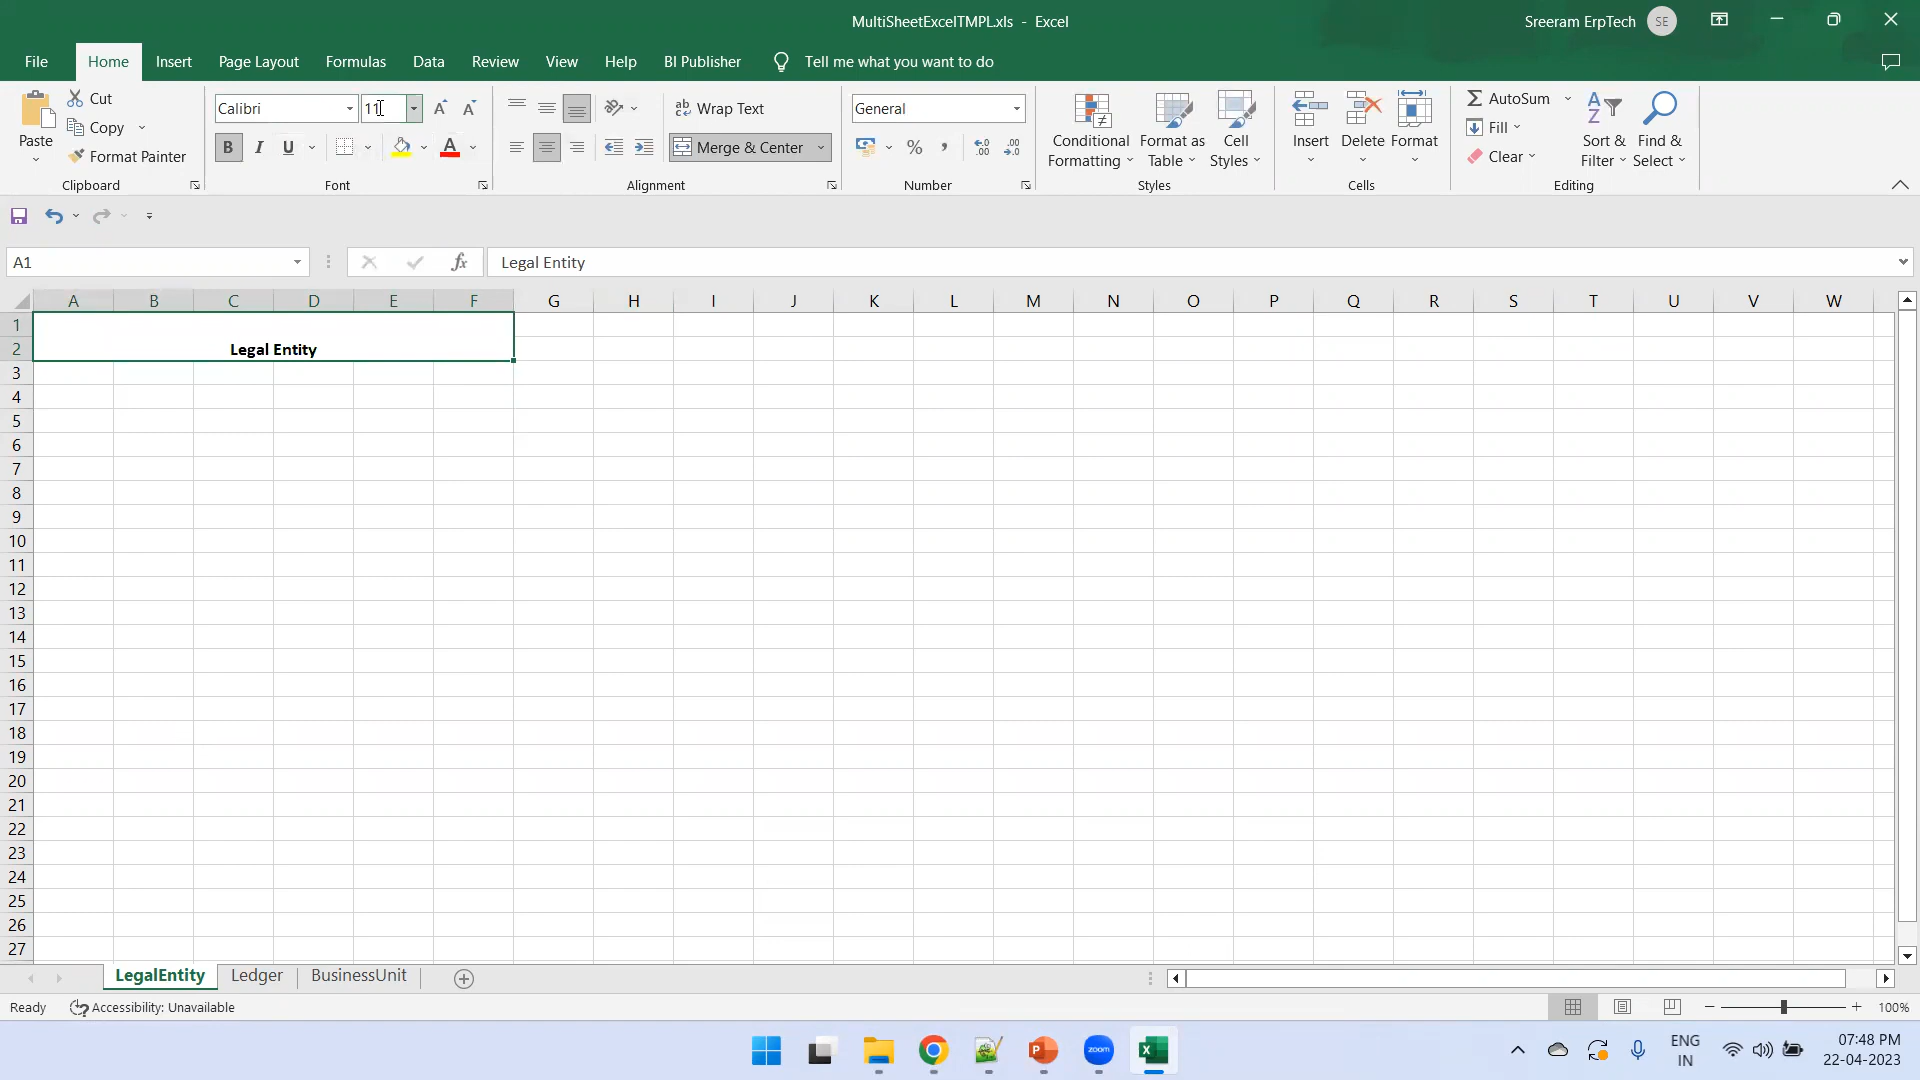 MultiSheetExcelTMPL.xls - Excel
Sreeram ErpTech SE
File Home Insert Page Layout Formulas Data Review View Help BI Publisher Tell me what you want to do
Paste
Cut
Copy
Format Painter
Clipboard
Calibri 11 A A
B I U A
Font
ab Wrap Text
Merge & Center
Alignment
General
% ,
Number
Conditional
Formatting
Format as
Table
Cell
Styles
Styles
Insert Delete Format
Cells
AutoSum
Fill
Clear
Sort &
Filter
Find &
Select
Editing
A1 fx Legal Entity
A B C D E F G H I J K L M N O P Q R S T U V W
1
2 Legal Entity
3
4
5
6
7
8
9
10
11
12
13
14
15
16
17
18
19
20
21
22
23
24
25
26
27
LegalEntity Ledger BusinessUnit
Ready Accessibility: Unavailable 100%
zoom
ENG
IN
07:48 PM
22-04-2023